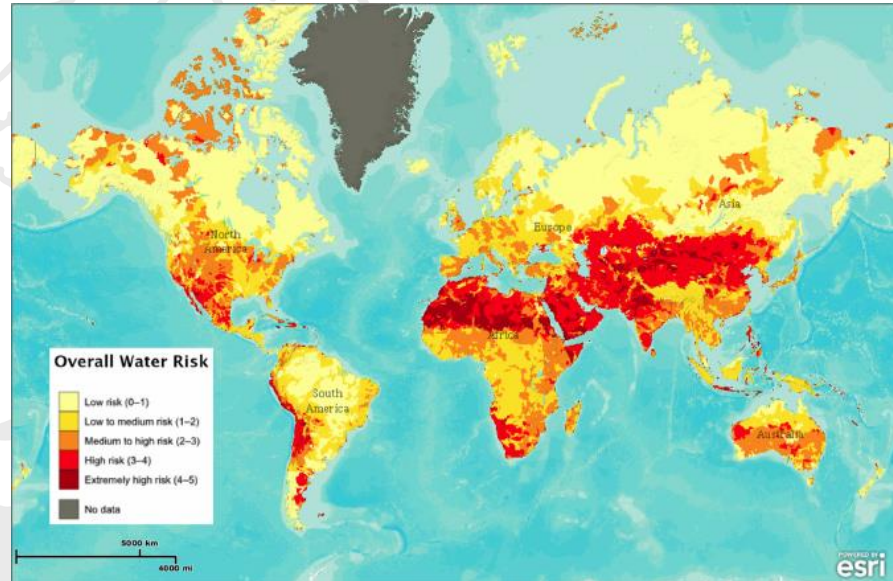 North
America
Europe
Asia
Africa
South
America
Australia
Overall Water Risk
Low risk (0–1)
Low to medium risk (1–2)
Medium to high risk (2–3)
High risk (3–4)
Extremely high risk (4–5)
No data
5000 km
4000 mi
POWERED BY
esri